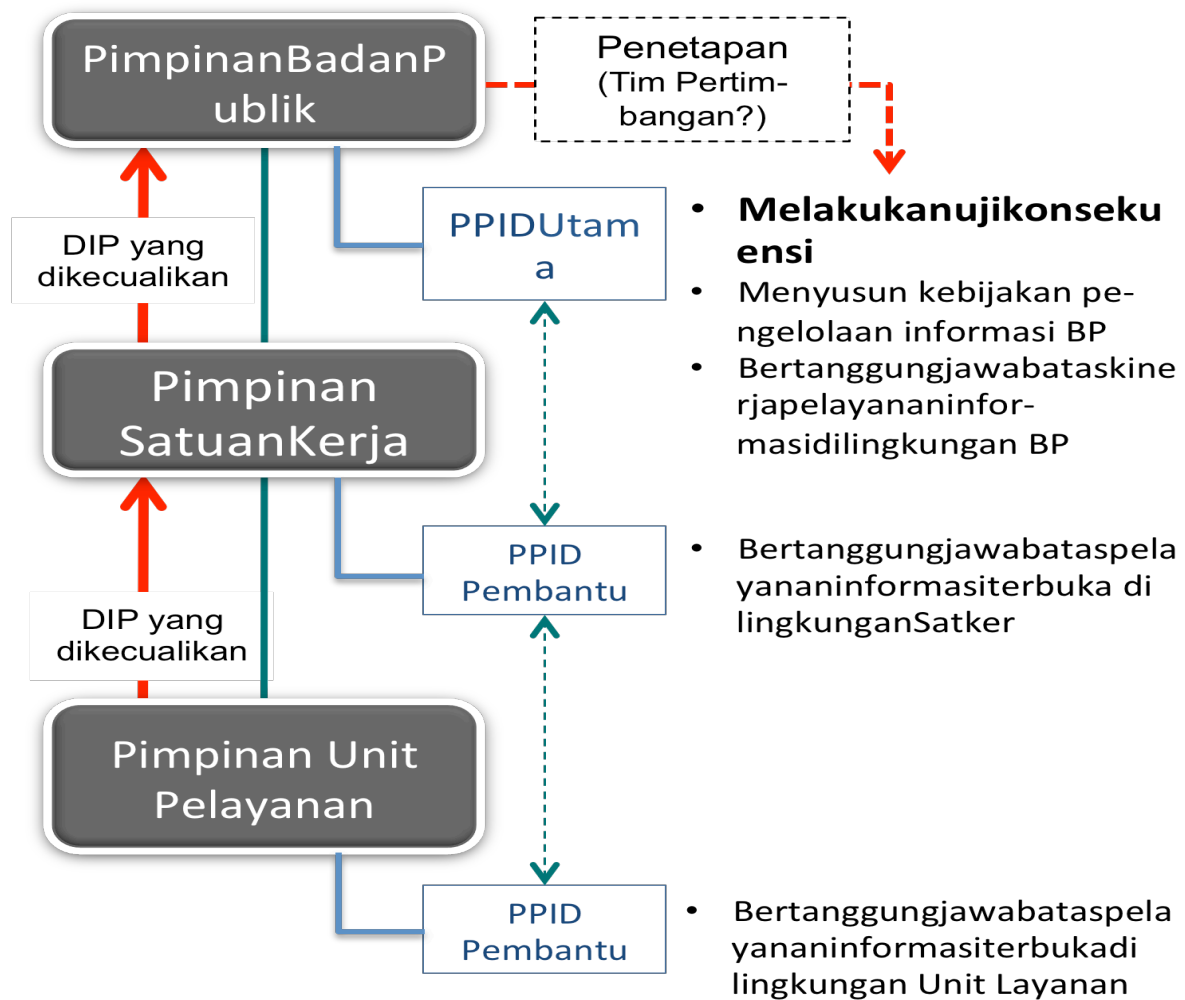 PimpinanBadanP
ublik
Penetapan
(Tim Pertim-
bangan?)
DIP yang
dikecualikan
PPIDUtam
a
• Melakukanujikonseku
ensi
• Menyusun kebijakan pe-
ngelolaan informasi BP
• Bertanggungjawabataskine
rjapelayananinfor-
masidilingkungan BP
Pimpinan
SatuanKerja
PPID
Pembantu
• Bertanggungjawabataspela
yananinformasiterbuka di
lingkunganSatker
DIP yang
dikecualikan
Pimpinan Unit
Pelayanan
PPID
Pembantu
• Bertanggungjawabataspela
yananinformasiterbukadi
lingkungan Unit Layanan